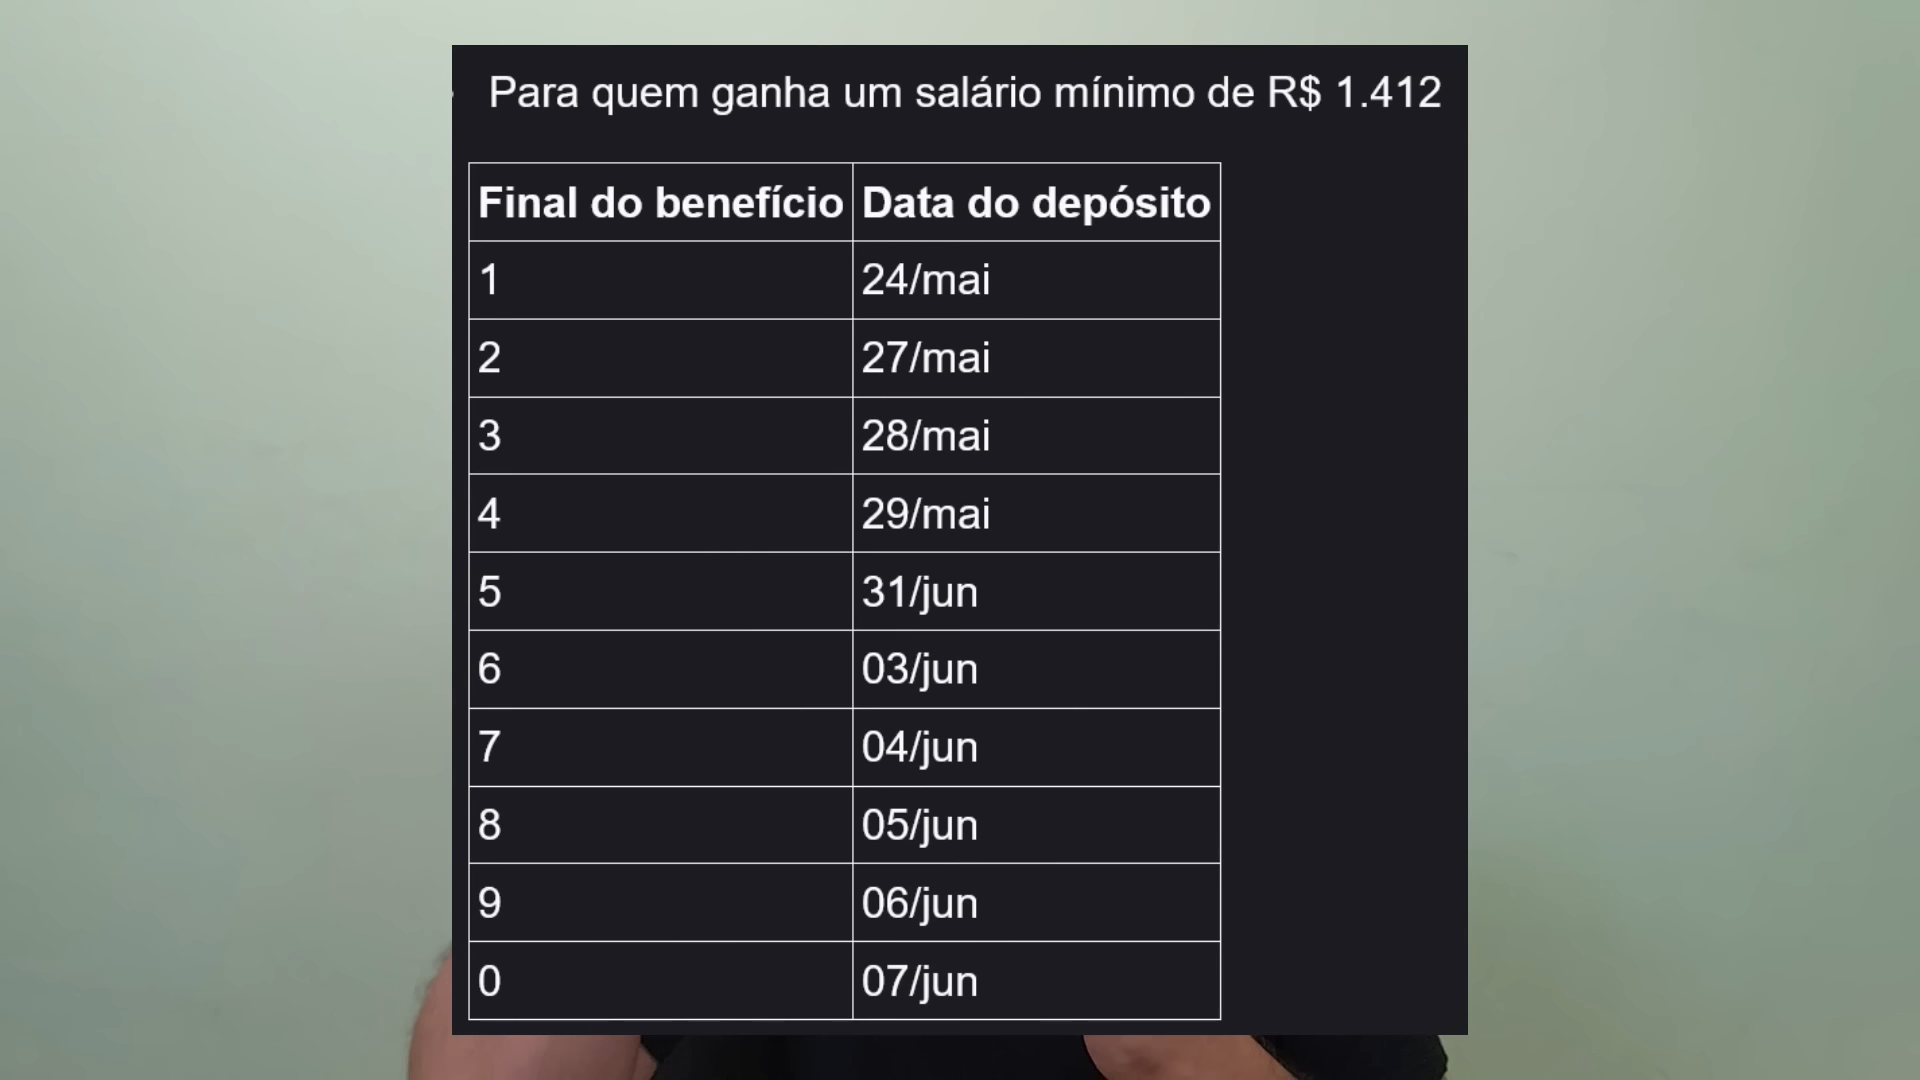 Para quem ganha um salário mínimo de R$ 1.412
Final do benefício Data do depósito
1 24/mai
2 27/mai
3 28/mai
4 29/mai
5 31/jun
6 03/jun
7 04/jun
8 05/jun
9 06/jun
0 07/jun